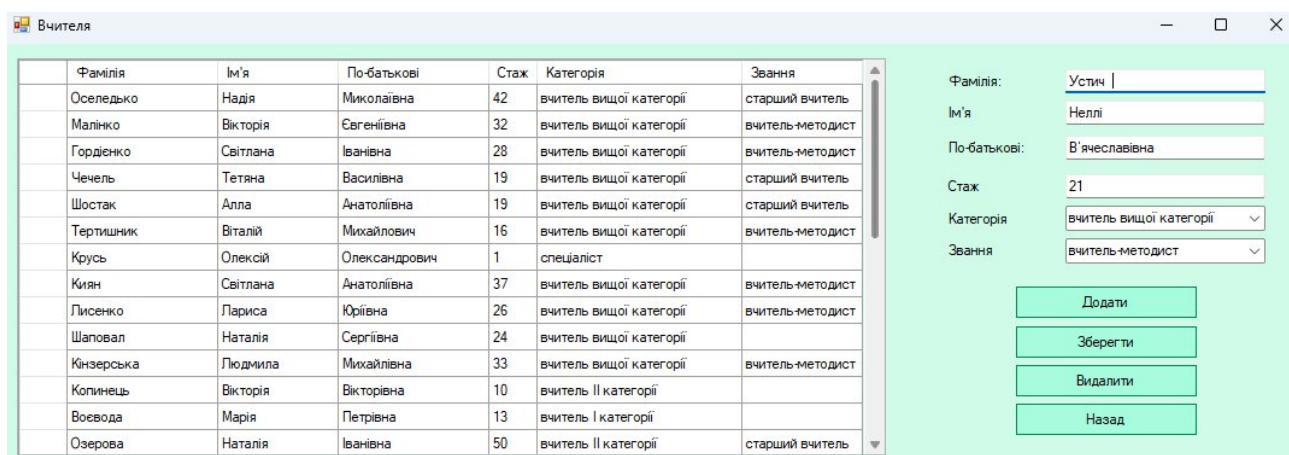 Вчителя
Фамілія Ім'я По-батькові Стаж Категорія Звання
Оселедько Надія Миколаївна 42 вчитель вищої категорії старший вчитель
Малінко Вікторія Євгеніївна 32 вчитель вищої категорії вчитель-методист
Гордієнко Світлана Іванівна 28 вчитель вищої категорії вчитель-методист
Чечель Тетяна Василівна 19 вчитель вищої категорії старший вчитель
Шостак Алла Анатоліївна 19 вчитель вищої категорії старший вчитель
Тертишник Віталій Михайлович 16 вчитель вищої категорії вчитель-методист
Крусь Олексій Олександрович 1 спеціаліст
Киян Світлана Анатоліївна 37 вчитель вищої категорії вчитель-методист
Лисенко Лариса Юріївна 26 вчитель вищої категорії вчитель-методист
Шаповал Наталія Сергіївна 24 вчитель вищої категорії
Кінзерська Людмила Михайлівна 33 вчитель вищої категорії вчитель-методист
Копинець Вікторія Вікторівна 10 вчитель II категорії
Воєвода Марія Петрівна 13 вчитель I категорії
Озерова Наталія Іванівна 50 вчитель II категорії старший вчитель
Фамілія: Устич
Ім'я Неллі
По-батькові: В'ячеславівна
Стаж 21
Категорія вчитель вищої категорії
Звання вчитель-методист
Додати
Зберегти
Видалити
Назад